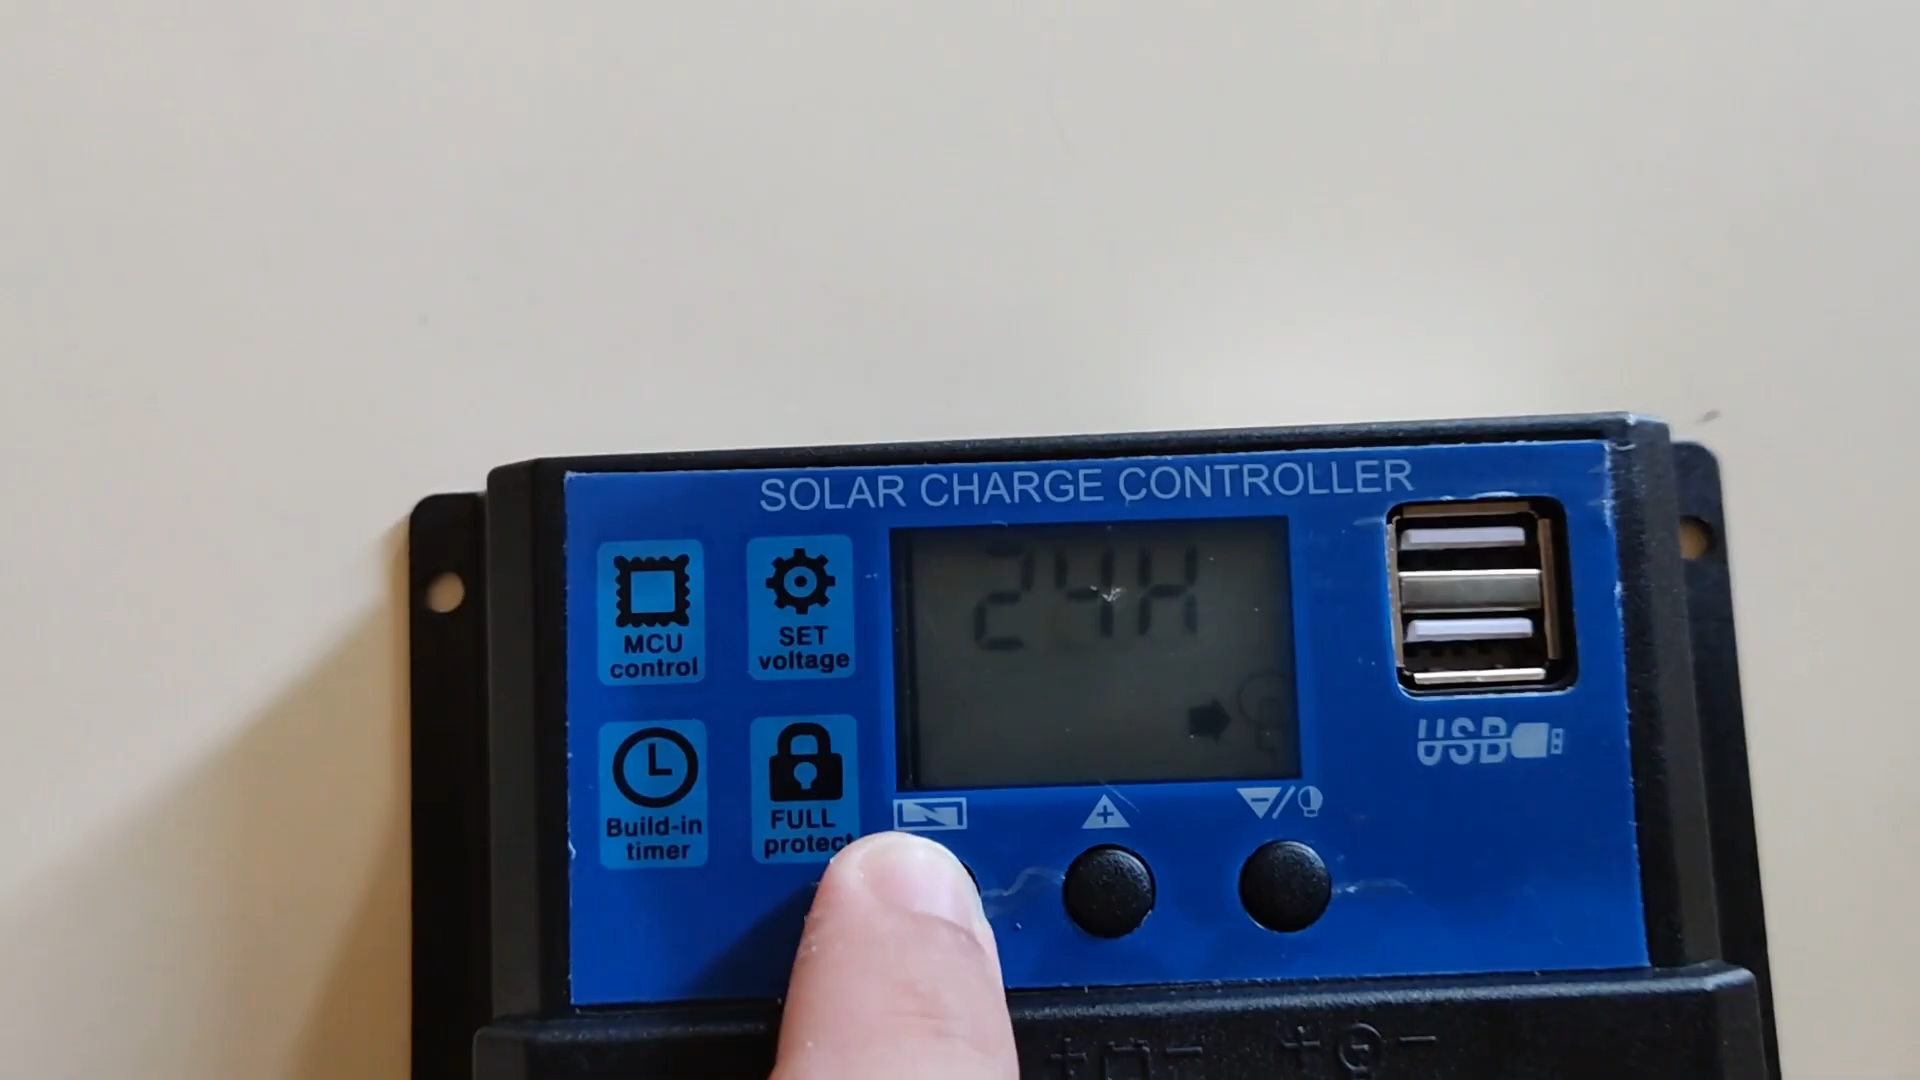 SOLAR CHARGE CONTROLLER
MCU
control
SET
voltage
24H
Build-in
timer
FULL
protect
USB